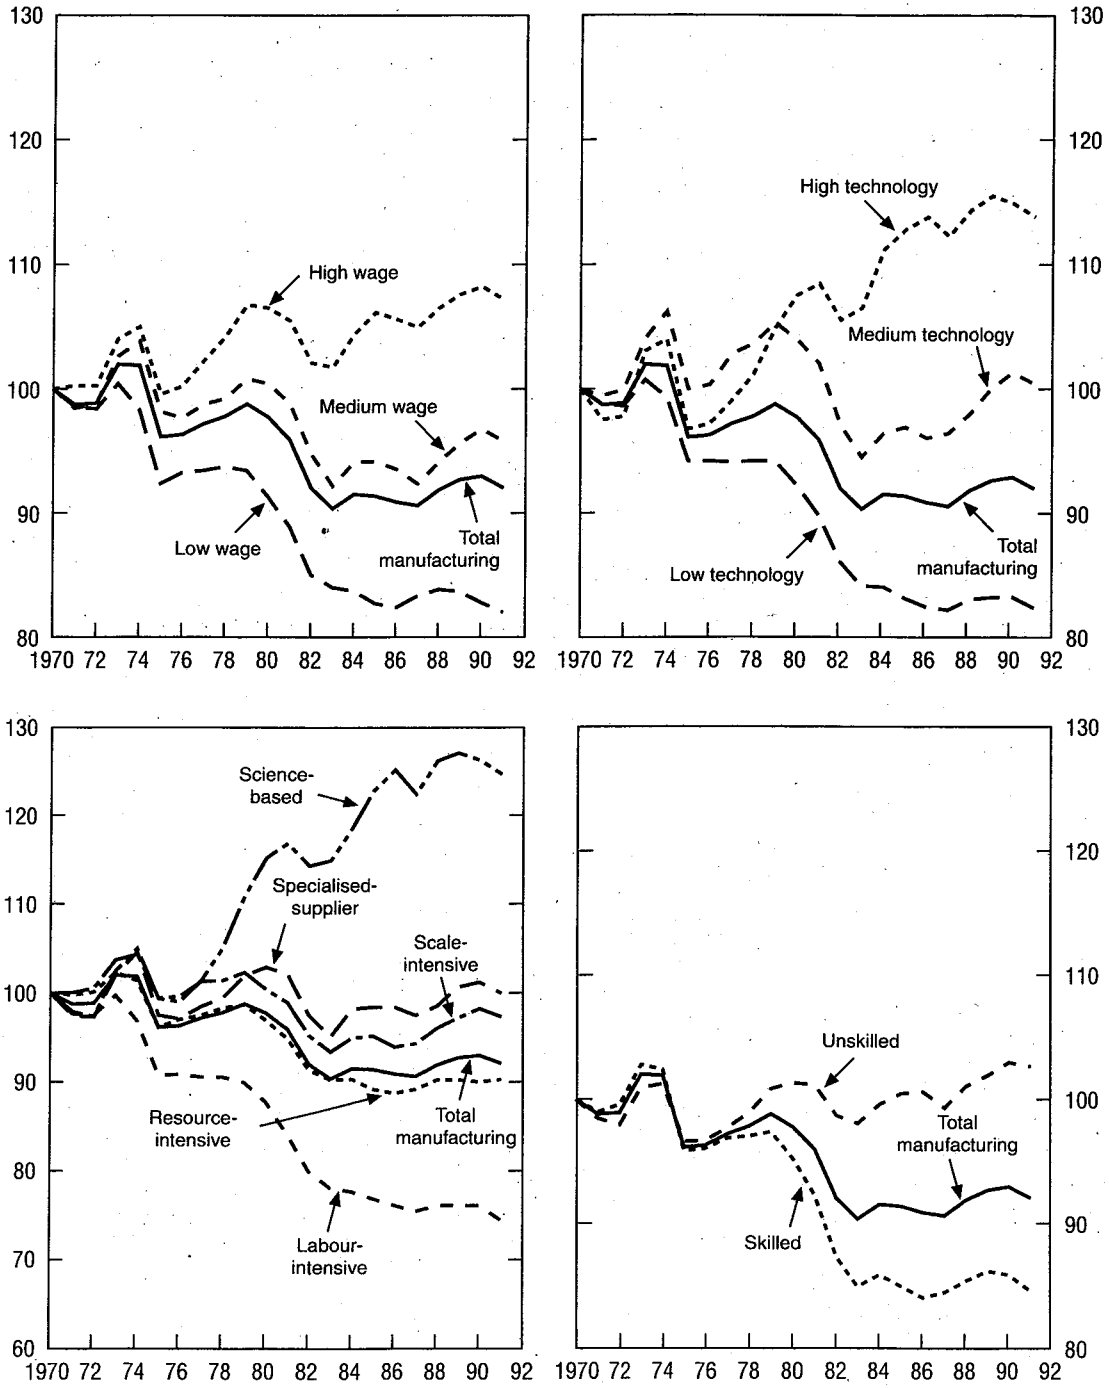 130
120
110
100
90
80
High wage
Medium wage
Low wage
Total
manufacturing
1970 72 74 76 78 80 82 84 86 88 90 92
130
120
110
100
90
80
High technology
Medium technology
Low technology
Total
manufacturing
1970 72 74 76 78 80 82 84 86 88 90 92
130
120
110
100
90
80
70
60
Science-
based
Specialised-
supplier
Scale-
intensive
Resource-
intensive
Total
manufacturing
Labour-
intensive
1970 72 74 76 78 80 82 84 86 88 90 92
130
120
110
100
90
80
Unskilled
Total
manufacturing
Skilled
1970 72 74 76 78 80 82 84 86 88 90 92